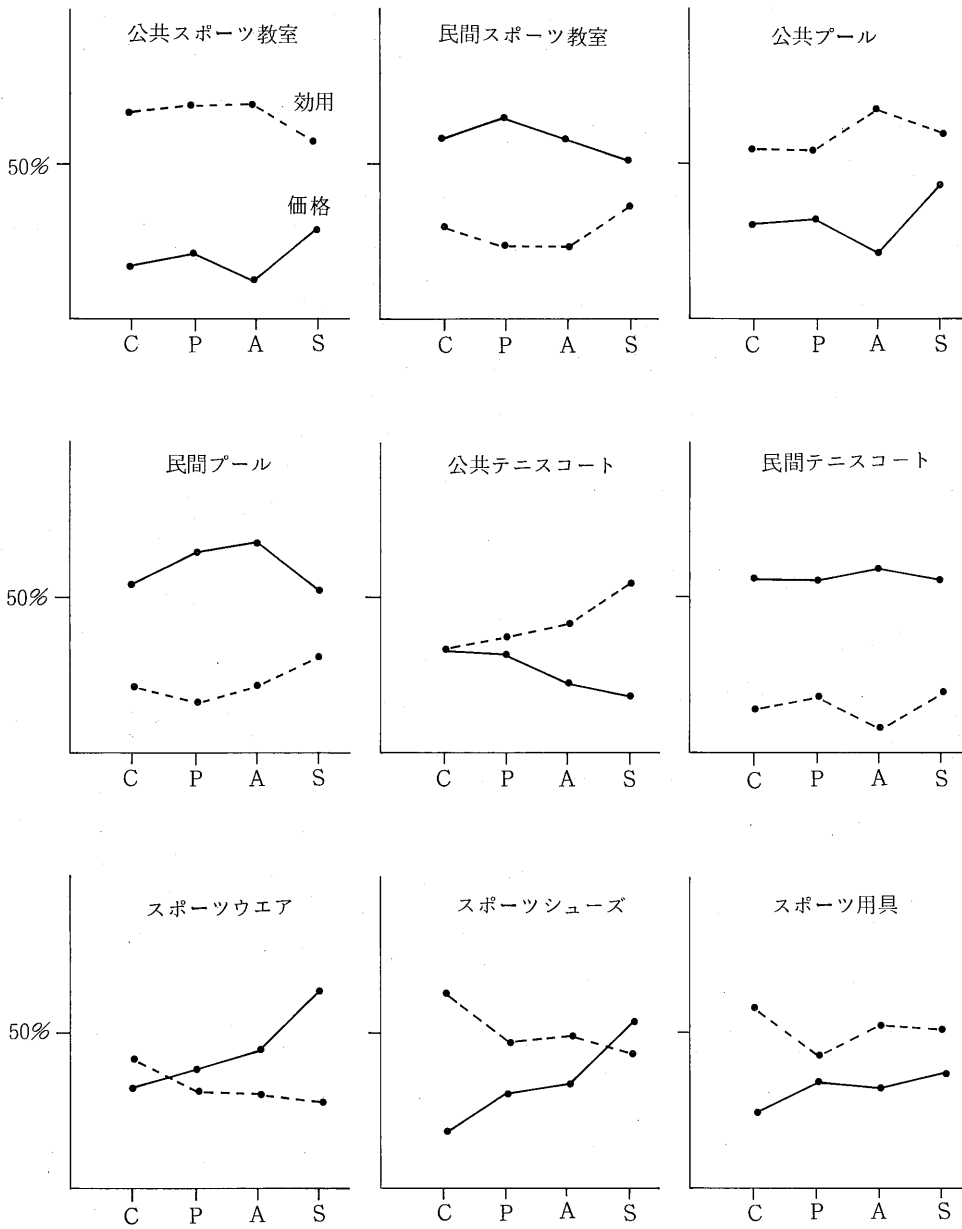 公共スポーツ教室
民間スポーツ教室
公共プール
効用
50%
価格
C P A S
C P A S
C P A S
民間プール
公共テニスコート
民間テニスコート
50%
C P A S
C P A S
C P A S
スポーツウエア
スポーツシューズ
スポーツ用具
50%
C P A S
C P A S
C P A S